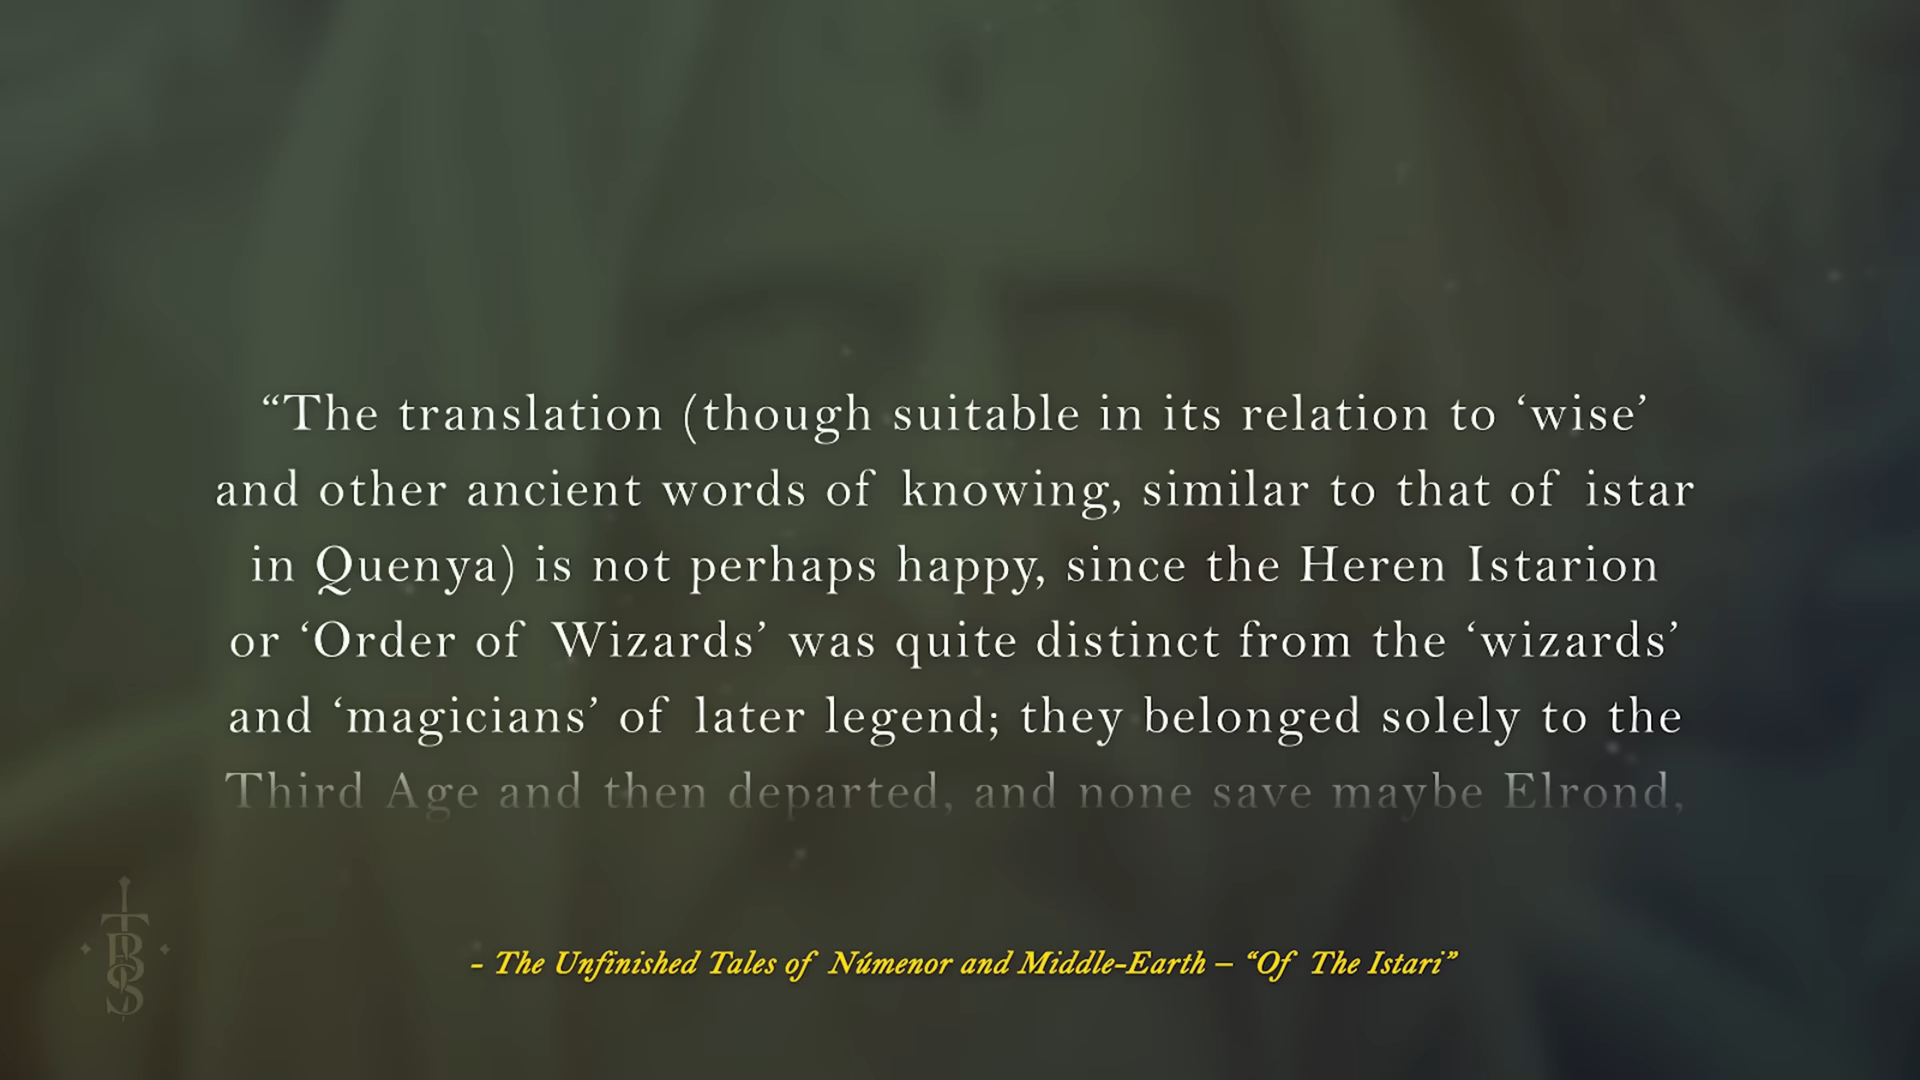 “The translation (though suitable in its relation to ‘wise’
and other ancient words of knowing, similar to that of istar
in Quenya) is not perhaps happy, since the Heren Istarion
or ‘Order of Wizards’ was quite distinct from the ‘wizards’
and ‘magicians’ of later legend; they belonged solely to the
Third Age and then departed, and none save maybe Elrond,
TBS
- The Unfinished Tales of Númenor and Middle-Earth – “Of The Istari”